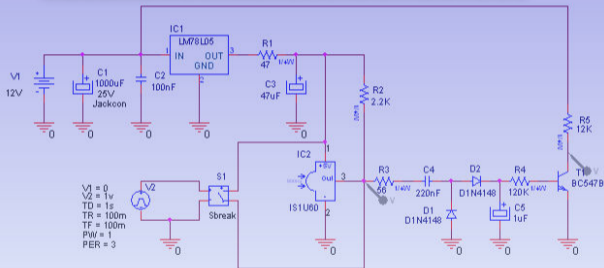 IC1
LM78L05
1 IN OUT 3
GND
2
R1
47
1/4W
V1
12V
C1
1000uF
25V
Jackcon
C2
100nF
C3
47uF
R2
2.2K
1/4W
R5
12K
1/4W
0 0 0 0 0
IC2
1
+5V
out
3
2
IS1U60
R3
56
1/4W
C4
220nF
D2
D1N4148
R4
120K
1/4W
BC547B
D1
D1N4148
C5
1uF
V
V
V1 = 0
V2 = 1v
TD = 1s
TR = 100m
TF = 100m
PW = 1
PER = 3
V2
S1
Sbreak
0 0 0 0 0